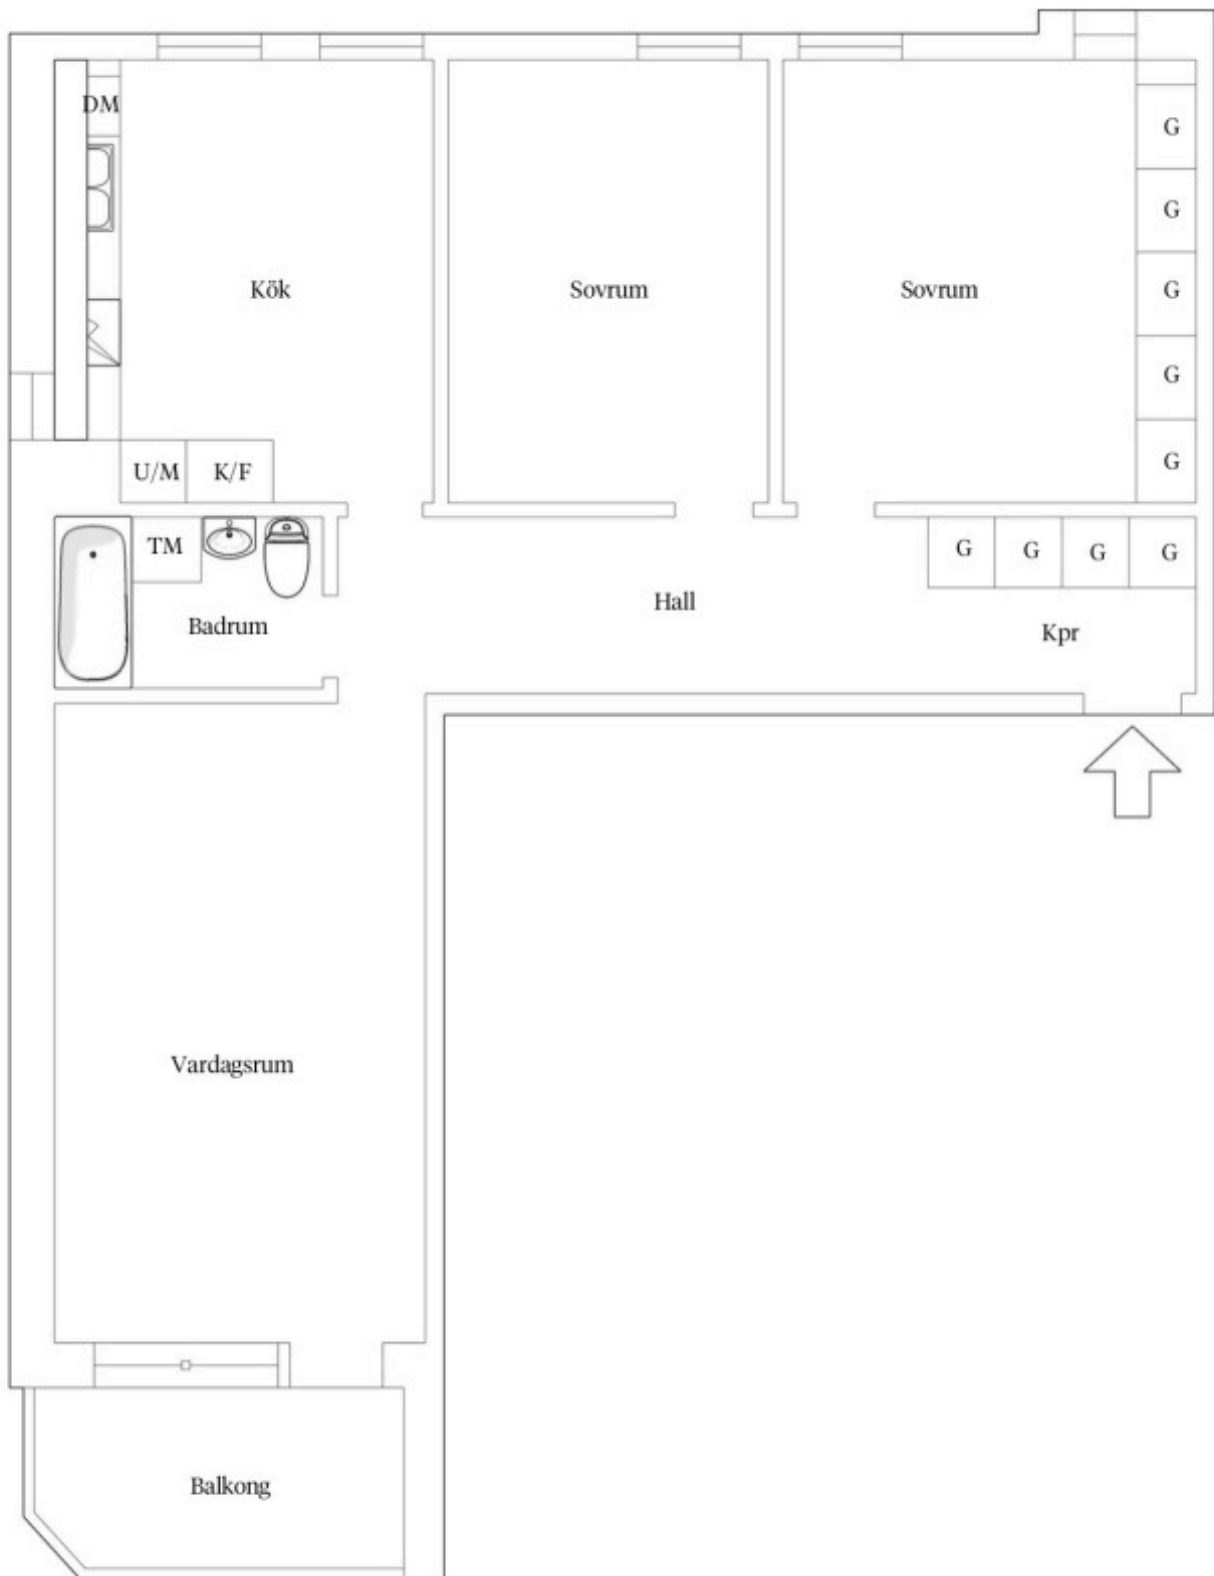 DM
G
G
Kök
Sovrum
Sovrum
G
G
U/M
K/F
G
TM
G
G
G
G
Hall
Badrum
Kpr
Vardagsrum
Balkong